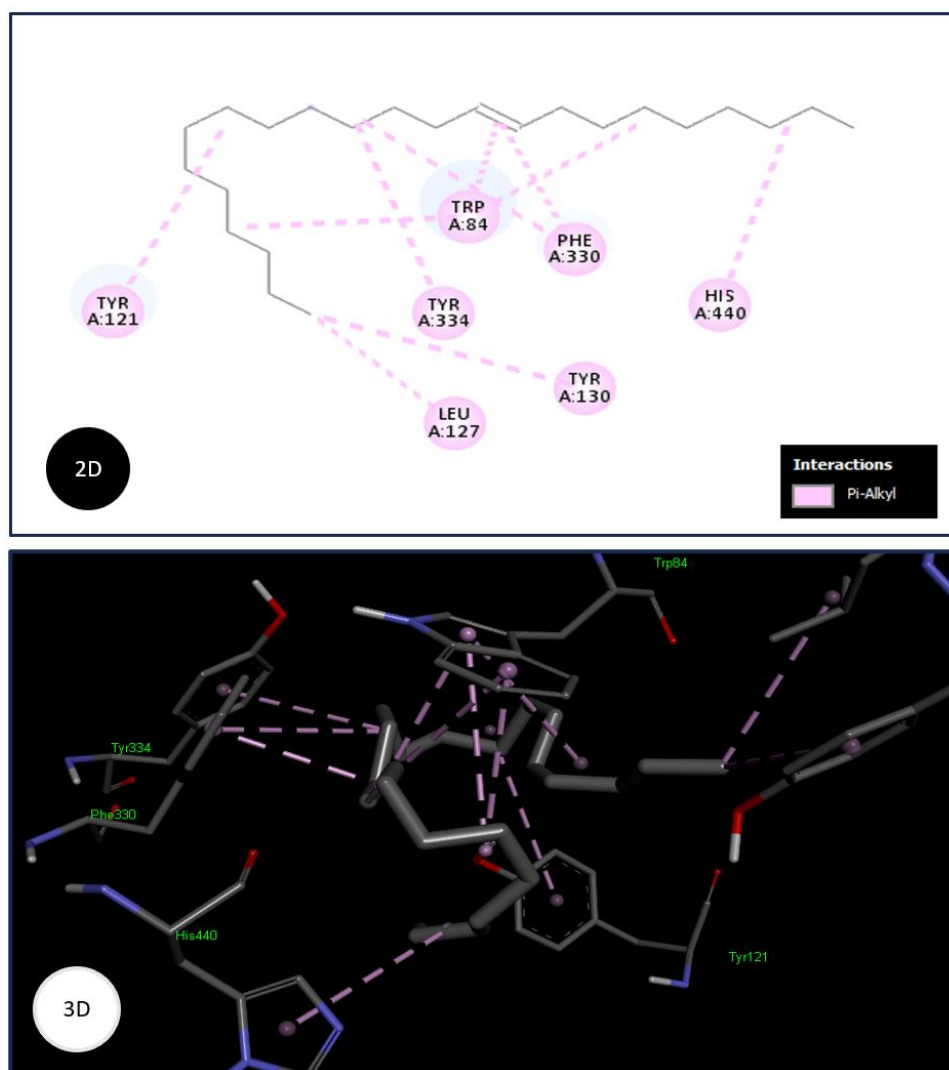 TRP
A:84
PHE
A:330
TYR
A:121
TYR
A:334
HIS
A:440
TYR
A:130
LEU
A:127
2D
Interactions
Pi-Alkyl
Trp84
Tyr334
Phe330
His440
Tyr121
3D